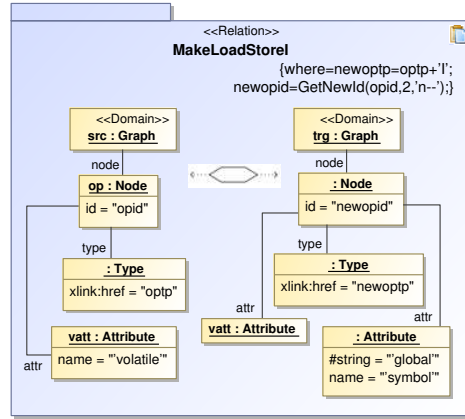 <<Relation>>
MakeLoadStoreI
{where=newoptp=optp+'I';
newopid=GetNewId(opid,2,'n--');}
<<Domain>>
src : Graph
node
op : Node
id = "opid"
type
: Type
xlink:href = "optp"
vatt : Attribute
name = "'volatile'"
attr
<<Domain>>
trg : Graph
node
: Node
id = "newopid"
type
: Type
xlink:href = "newoptp"
attr
vatt : Attribute
attr
: Attribute
#string = "'global'"
name = "'symbol'"